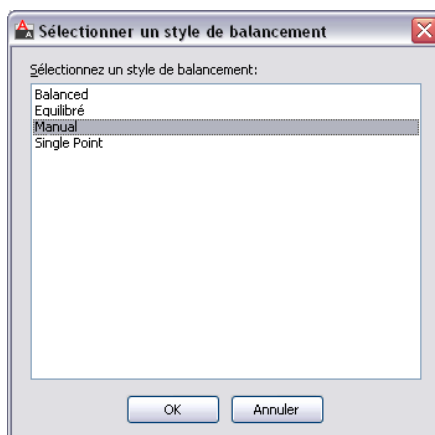 Sélectionner un style de balancement
Sélectionnez un style de balancement:
Balanced
Equilibré
Manual
Single Point
OK
Annuler